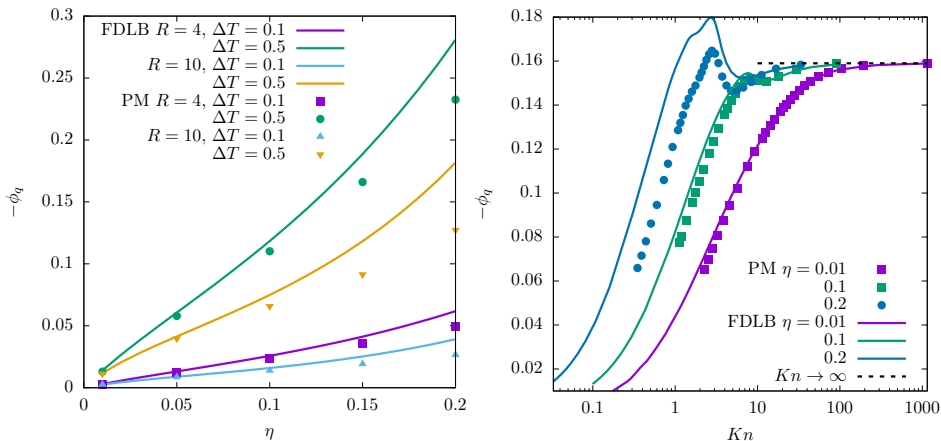 FDLB R = 4, ΔT = 0.1
ΔT = 0.5
R = 10, ΔT = 0.1
ΔT = 0.5
PM R = 4, ΔT = 0.1
ΔT = 0.5
R = 10, ΔT = 0.1
ΔT = 0.5
−ϕq
0.3
0.25
0.2
0.15
0.1
0.05
0
0 0.05 0.1 0.15 0.2
η
−ϕq
0.18
0.16
0.14
0.12
0.1
0.08
0.06
0.04
0.02
PM η = 0.01
0.1
0.2
FDLB η = 0.01
0.1
0.2
Kn → ∞
0.1 1 10 100 1000
Kn